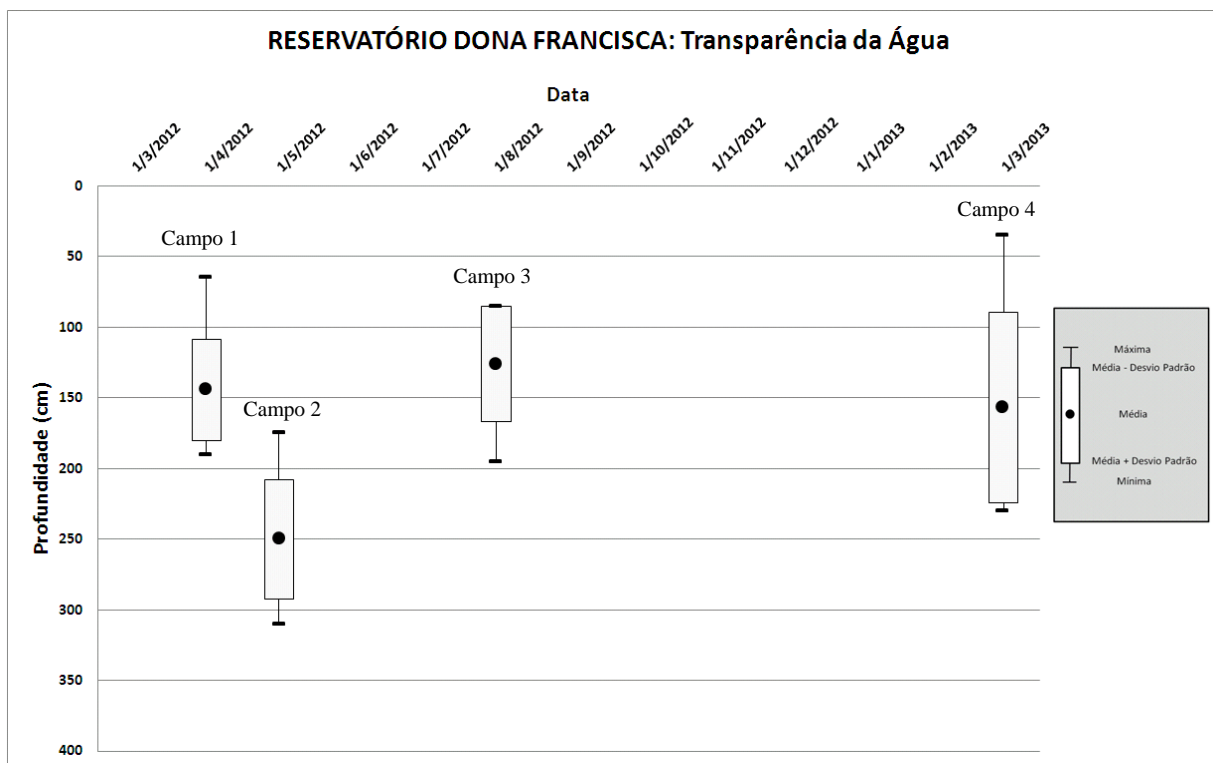 RESERVATÓRIO DONA FRANCISCA: Transparência da Água
Data
1/3/2012
1/4/2012
1/5/2012
1/6/2012
1/7/2012
1/8/2012
1/9/2012
1/10/2012
1/11/2012
1/12/2012
1/1/2013
1/2/2013
1/3/2013
Profundidade (cm)
0
50
100
150
200
250
300
350
400
Campo 1
Campo 2
Campo 3
Campo 4
Máxima
Média - Desvio Padrão
Média
Média + Desvio Padrão
Mínima